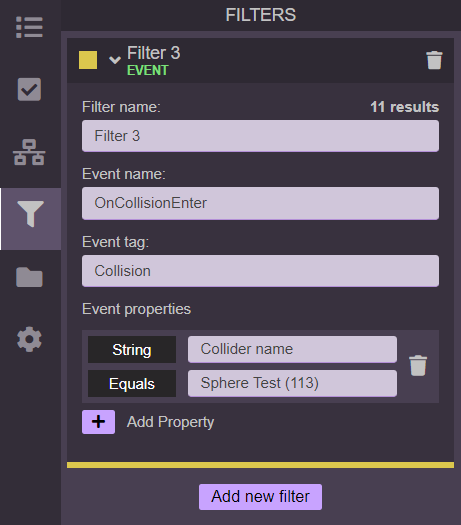 FILTERS
Filter 3
EVENT
Filter name: 11 results
Filter 3
Event name:
OnCollisionEnter
Event tag:
Collision
Event properties
String Collider name
Equals Sphere Test (113)
+ Add Property
Add new filter